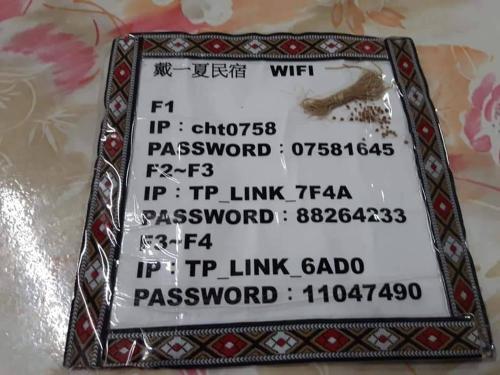 戴一夏民宿 WIFI
F1
IP：cht0758
PASSWORD：07581645
F2~F3
IP：TP_LINK_7F4A
PASSWORD：88264233
F3~F4
IP：TP_LINK_6AD0
PASSWORD：11047490